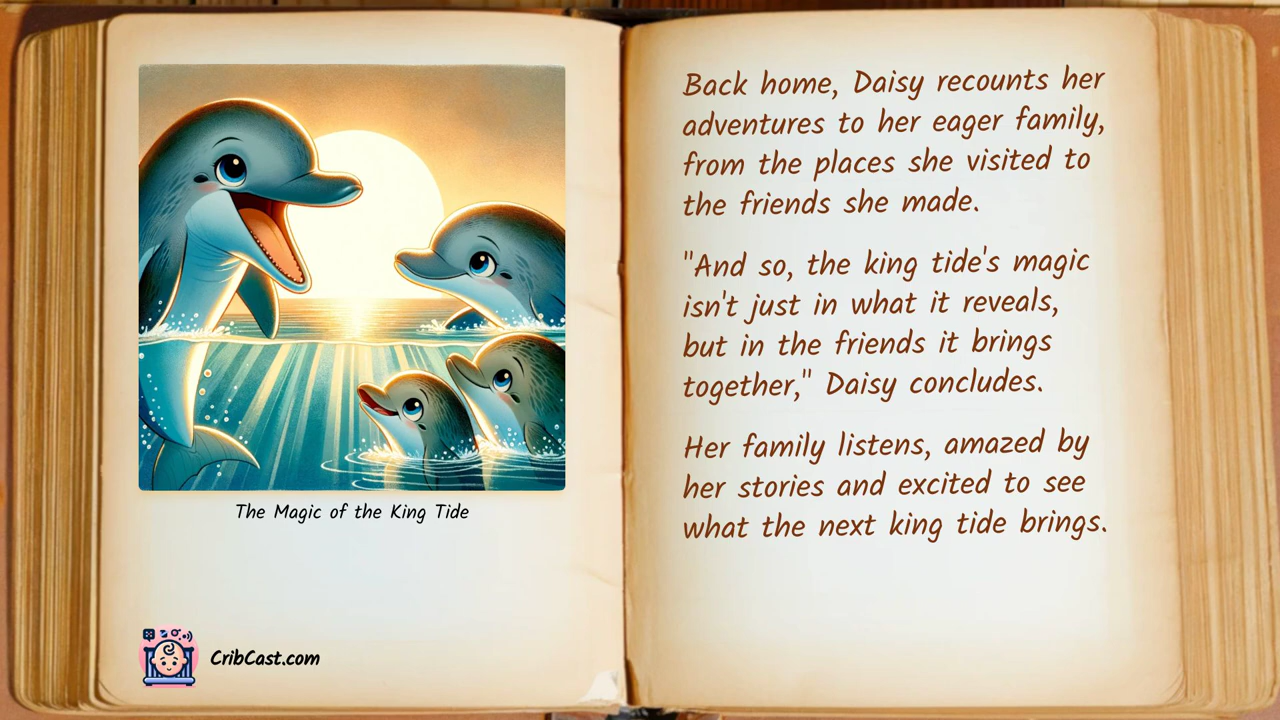 The Magic of the King Tide
CribCast.com
Back home, Daisy recounts her
adventures to her eager family,
from the places she visited to
the friends she made.
"And so, the king tide's magic
isn't just in what it reveals,
but in the friends it brings
together," Daisy concludes.
Her family listens, amazed by
her stories and excited to see
what the next king tide brings.